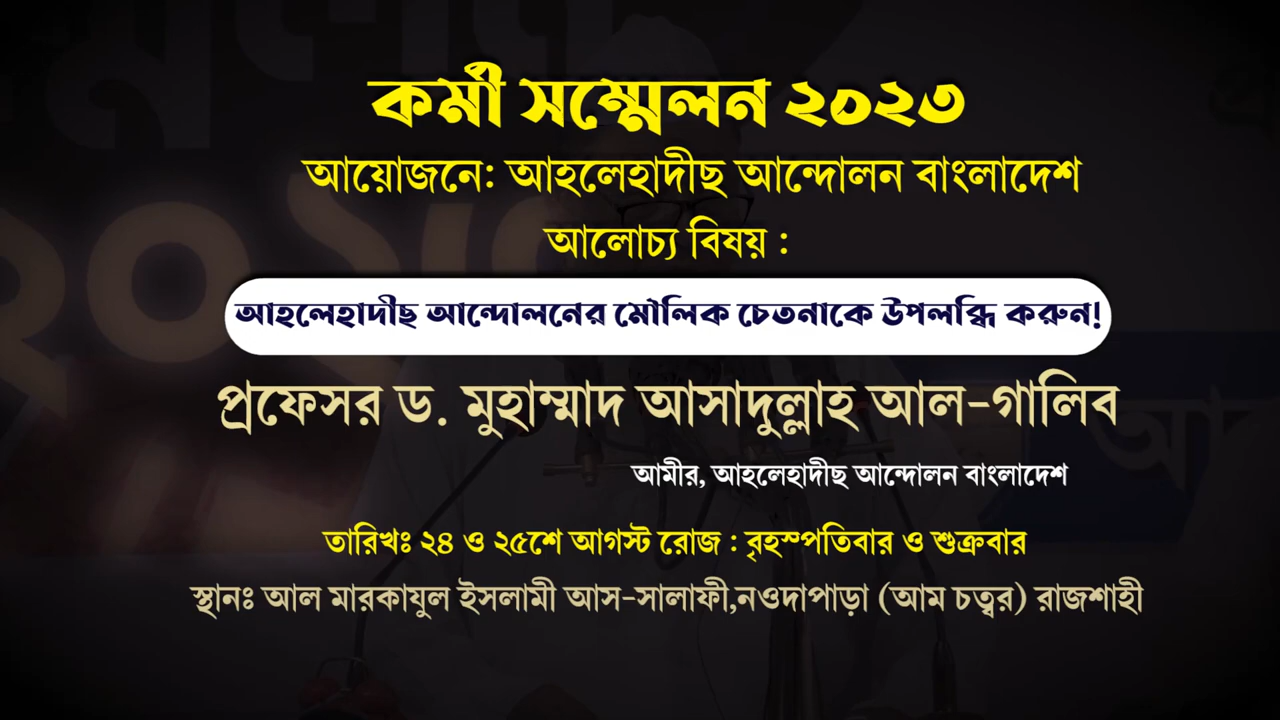 কর্মী সম্মেলন ২০২৩
আয়োজনে: আহলেহাদীছ আন্দোলন বাংলাদেশ
আলোচ্য বিষয় :
আহলেহাদীছ আন্দোলনের মৌলিক চেতনাকে উপলব্ধি করুন!
প্রফেসর ড. মুহাম্মাদ আসাদুল্লাহ আল-গালিব
আমীর, আহলেহাদীছ আন্দোলন বাংলাদেশ
তারিখঃ ২৪ ও ২৫শে আগস্ট রোজ : বৃহস্পতিবার ও শুক্রবার
স্থানঃ আল মারকাযুল ইসলামী আস-সালাফী,নওদাপাড়া (আম চত্বর) রাজশাহী